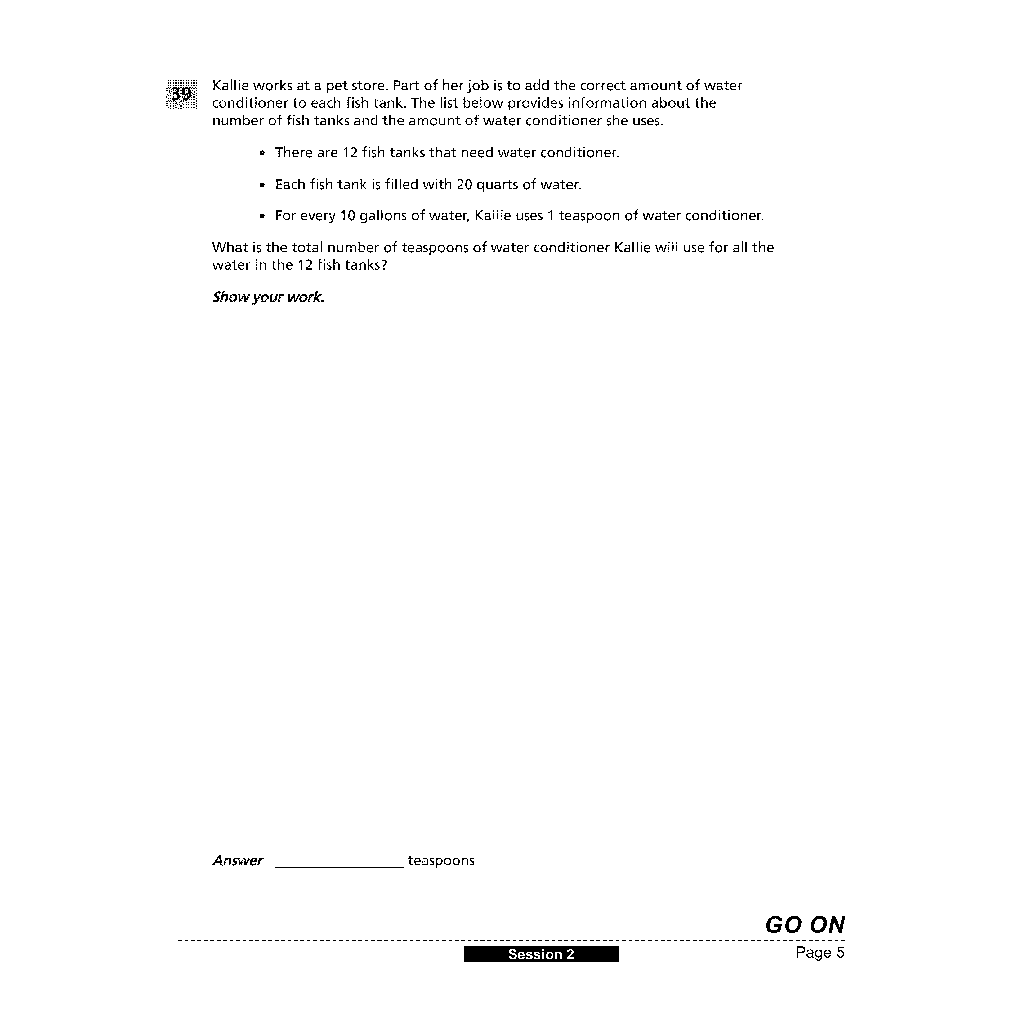 39 Kallie works at a pet store. Part of her job is to add the correct amount of water
conditioner to each fish tank. The list below provides information about the
number of fish tanks and the amount of water conditioner she uses.
• There are 12 fish tanks that need water conditioner.
• Each fish tank is filled with 20 quarts of water.
• For every 10 gallons of water, Kallie uses 1 teaspoon of water conditioner.
What is the total number of teaspoons of water conditioner Kallie will use for all the
water in the 12 fish tanks?
Show your work.
Answer ________________ teaspoons
GO ON
Session 2
Page 5